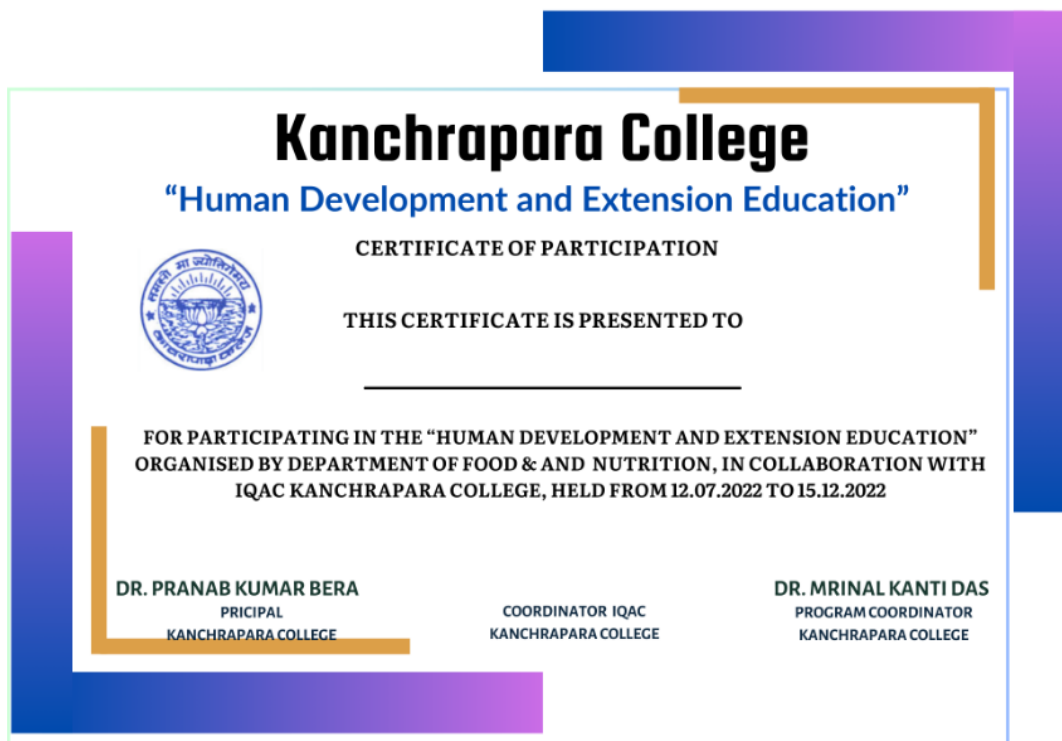 Kanchrapara College
“Human Development and Extension Education”
CERTIFICATE OF PARTICIPATION
तमसो मा ज्योतिर्गमय
THIS CERTIFICATE IS PRESENTED TO
FOR PARTICIPATING IN THE “HUMAN DEVELOPMENT AND EXTENSION EDUCATION”
ORGANISED BY DEPARTMENT OF FOOD & AND NUTRITION, IN COLLABORATION WITH
IQAC KANCHRAPARA COLLEGE, HELD FROM 12.07.2022 TO 15.12.2022
DR. PRANAB KUMAR BERA
PRICIPAL
KANCHRAPARA COLLEGE
COORDINATOR IQAC
KANCHRAPARA COLLEGE
DR. MRINAL KANTI DAS
PROGRAM COORDINATOR
KANCHRAPARA COLLEGE